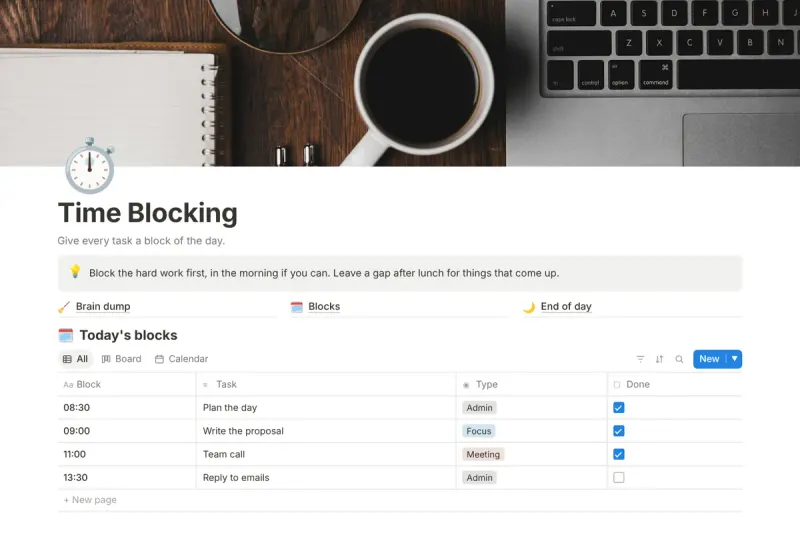 caps lock A S D F G H J
shift Z X C V B N
fn control alt option ⌘ command
Time Blocking
Give every task a block of the day.
Block the hard work first, in the morning if you can. Leave a gap after lunch for things that come up.
Brain dump Blocks End of day
Today's blocks
All Board Calendar New
Aa Block Task Type Done
08:30 Plan the day Admin
09:00 Write the proposal Focus
11:00 Team call Meeting
13:30 Reply to emails Admin
+ New page